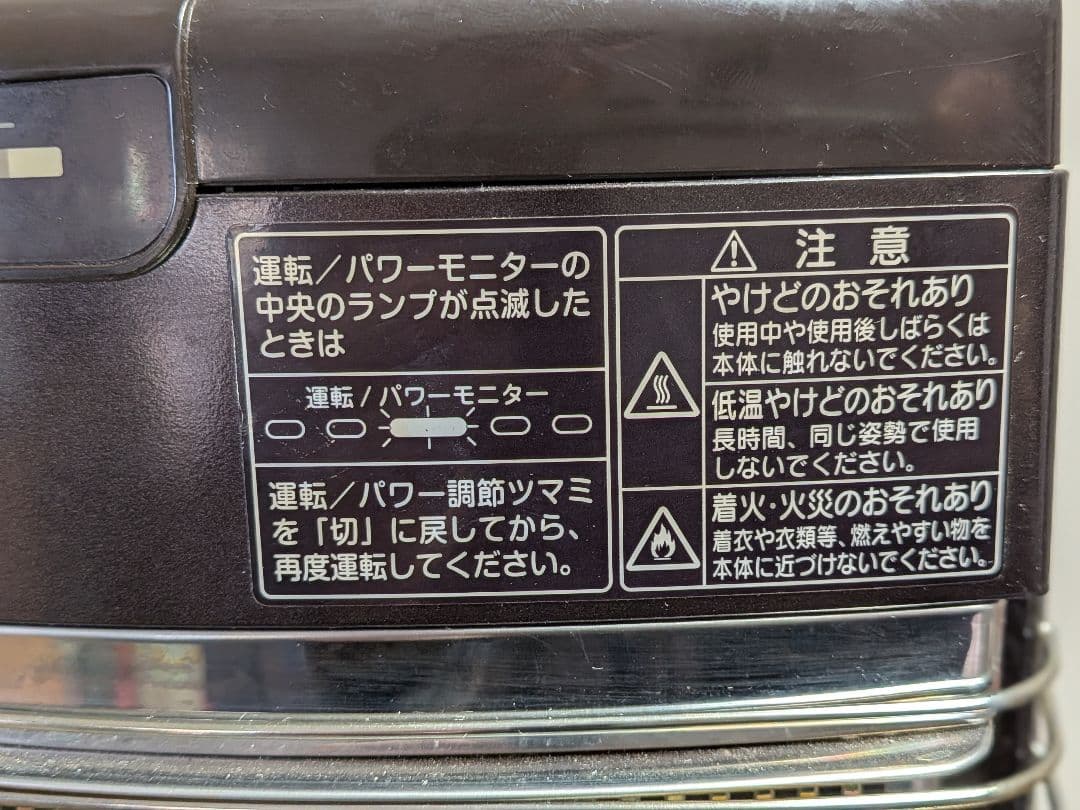 運転／パワーモニターの
中央のランプが点滅した
ときは
運転/パワーモニター
運転／パワー調節ツマミ
を「切」に戻してから、
再度運転してください。
注意
やけどのおそれあり
使用中や使用後しばらくは
本体に触れないでください。
低温やけどのおそれあり
長時間、同じ姿勢で使用
しないでください。
着火・火災のおそれあり
着衣や衣類等、燃えやすい物を
本体に近づけないでください。